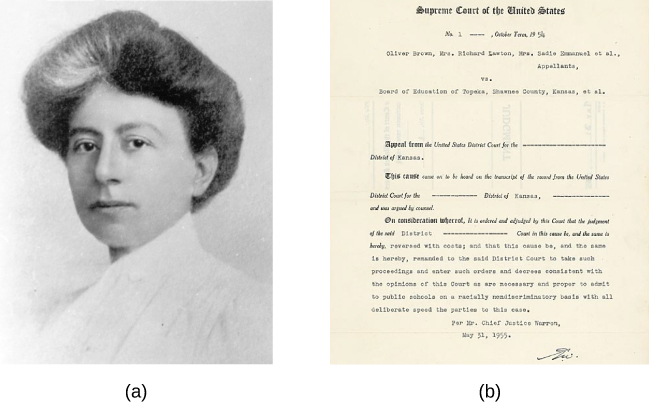 Supreme Court of the United States
No. 1 ---- , October Term, 1954
Oliver Brown, Mrs. Richard Lawton, Mrs. Sadie Emmanuel et al.,
Appellants,
vs.
Board of Education of Topeka, Shawnee County, Kansas, et al.
Appeal from the United States District Court for the --------------------
District of Kansas.
This cause came on to be heard on the transcript of the record from the United States
District Court for the ------------ District of Kansas, ------------
and was argued by counsel.
On consideration whereof, It is ordered and adjudged by this Court that the judgment
of the said District ---------------- Court in this cause be, and the same is
hereby, reversed with costs; and that this cause be, and the same
is hereby, remanded to the said District Court to take such
proceedings and enter such orders and decrees consistent with
the opinions of this Court as are necessary and proper to admit
to public schools on a racially nondiscriminatory basis with all
deliberate speed the parties to this case.
Per Mr. Chief Justice Warren,
May 31, 1955.
(a)
(b)